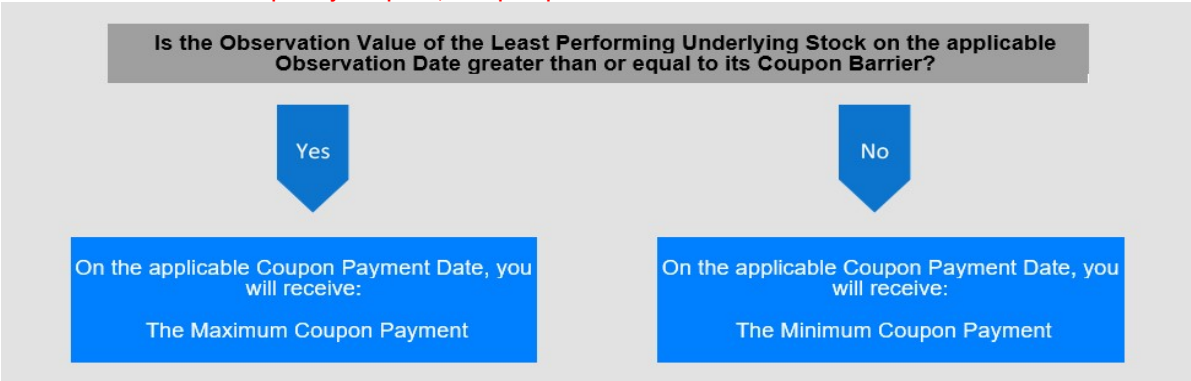 Is the Observation Value of the Least Performing Underlying Stock on the applicable
Observation Date greater than or equal to its Coupon Barrier?
Yes
No
On the applicable Coupon Payment Date, you
will receive:
The Maximum Coupon Payment
On the applicable Coupon Payment Date, you
will receive:
The Minimum Coupon Payment